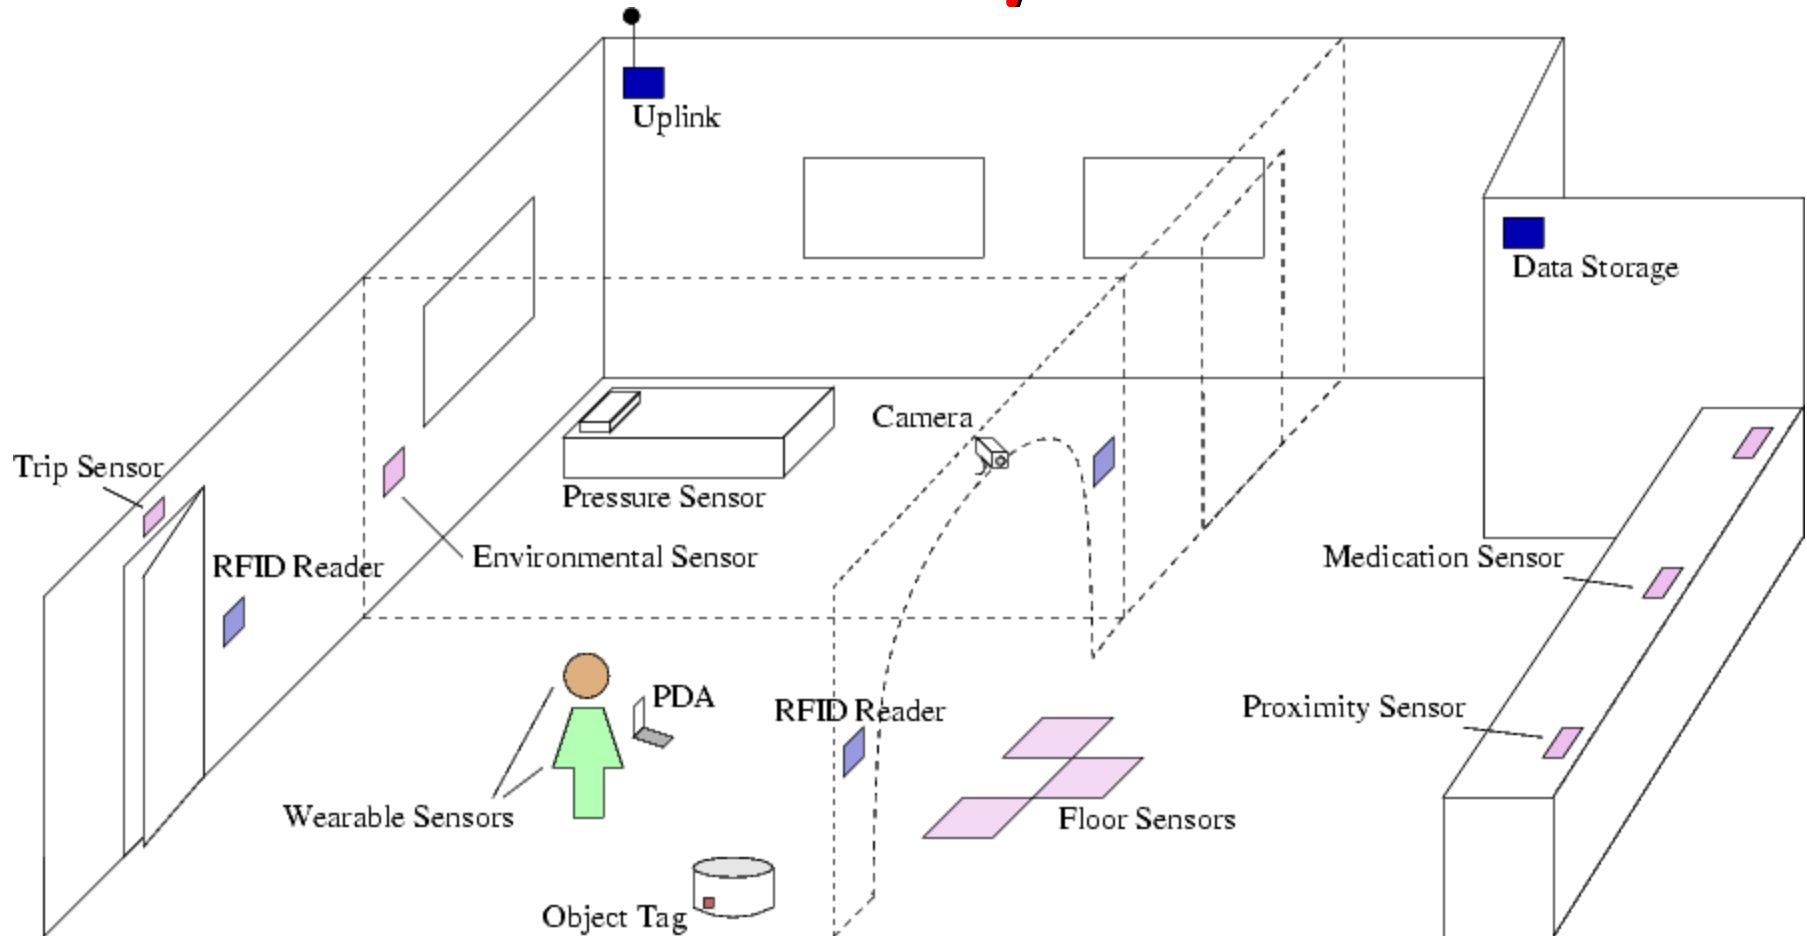 Uplink
Data Storage
Camera
Trip Sensor
Pressure Sensor
Environmental Sensor
RFID Reader
Medication Sensor
PDA
RFID Reader
Proximity Sensor
Wearable Sensors
Floor Sensors
Object Tag